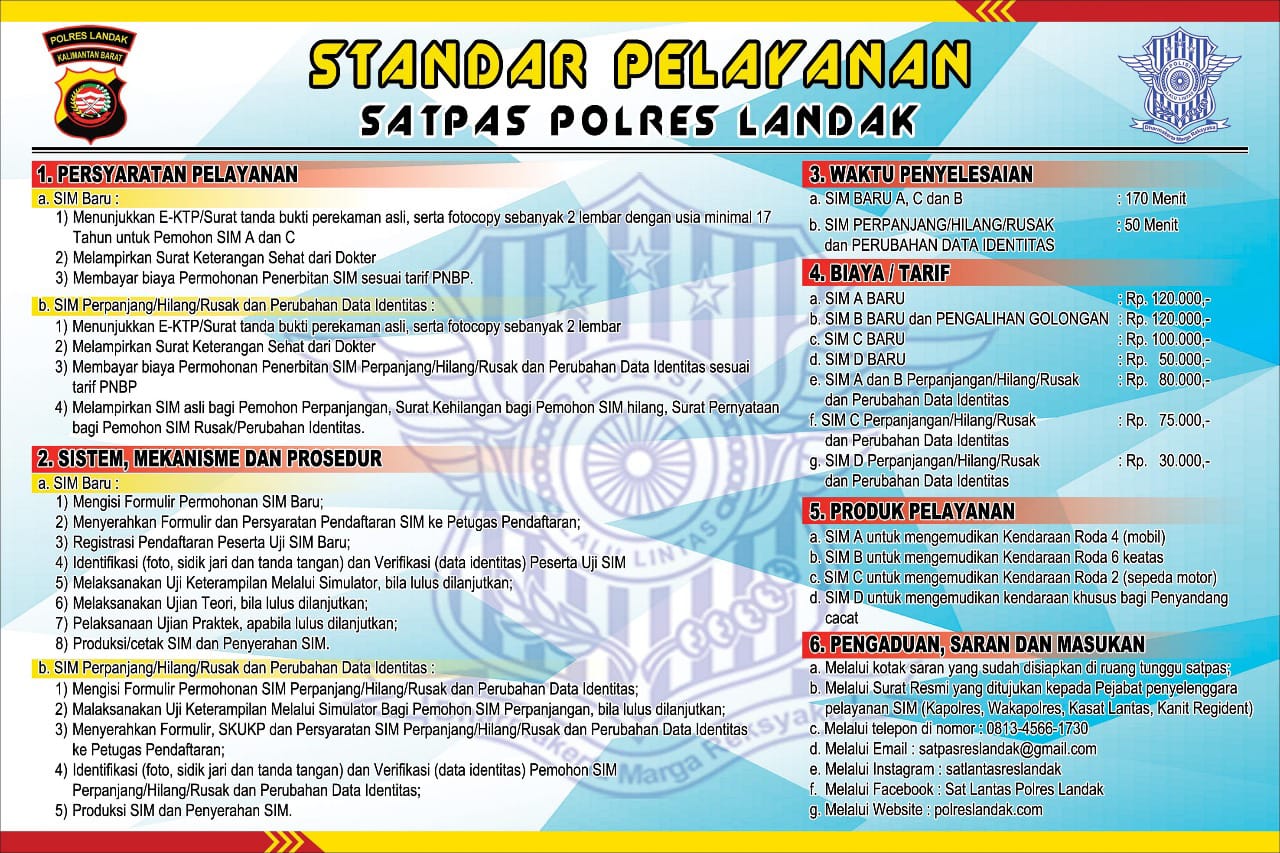 POLRES LANDAK
KALIMANTAN BARAT
STANDAR PELAYANAN
SATPAS POLRES LANDAK
POLISI
LALU LINTAS
Dharmakerta Marga Reksyaka
1. PERSYARATAN PELAYANAN
a. SIM Baru :
1) Menunjukkan E-KTP/Surat tanda bukti perekaman asli, serta fotocopy sebanyak 2 lembar dengan usia minimal 17
Tahun untuk Pemohon SIM A dan C
2) Melampirkan Surat Keterangan Sehat dari Dokter
3) Membayar biaya Permohonan Penerbitan SIM sesuai tarif PNBP.
b. SIM Perpanjang/Hilang/Rusak dan Perubahan Data Identitas :
1) Menunjukkan E-KTP/Surat tanda bukti perekaman asli, serta fotocopy sebanyak 2 lembar
2) Melampirkan Surat Keterangan Sehat dari Dokter
3) Membayar biaya Permohonan Penerbitan SIM Perpanjang/Hilang/Rusak dan Perubahan Data Identitas sesuai
tarif PNBP
4) Melampirkan SIM asli bagi Pemohon Perpanjangan, Surat Kehilangan bagi Pemohon SIM hilang, Surat Pernyataan
bagi Pemohon SIM Rusak/Perubahan Identitas.
2. SISTEM, MEKANISME DAN PROSEDUR
a. SIM Baru :
1) Mengisi Formulir Permohonan SIM Baru;
2) Menyerahkan Formulir dan Persyaratan Pendaftaran SIM ke Petugas Pendaftaran;
3) Registrasi Pendaftaran Peserta Uji SIM Baru;
4) Identifikasi (foto, sidik jari dan tanda tangan) dan Verifikasi (data identitas) Peserta Uji SIM
5) Melaksanakan Uji Keterampilan Melalui Simulator, bila lulus dilanjutkan;
6) Melaksanakan Ujian Teori, bila lulus dilanjutkan;
7) Pelaksanaan Ujian Praktek, apabila lulus dilanjutkan;
8) Produksi/cetak SIM dan Penyerahan SIM.
b. SIM Perpanjang/Hilang/Rusak dan Perubahan Data Identitas :
1) Mengisi Formulir Permohonan SIM Perpanjang/Hilang/Rusak dan Perubahan Data Identitas;
2) Malaksanakan Uji Keterampilan Melalui Simulator Bagi Pemohon SIM Perpanjangan, bila lulus dilanjutkan;
3) Menyerahkan Formulir, SKUKP dan Persyaratan SIM Perpanjang/Hilang/Rusak dan Perubahan Data Identitas
ke Petugas Pendaftaran;
4) Identifikasi (foto, sidik jari dan tanda tangan) dan Verifikasi (data identitas) Pemohon SIM
Perpanjang/Hilang/Rusak dan Perubahan Data Identitas;
5) Produksi SIM dan Penyerahan SIM.
POLISI
LALU LINTAS
Dharmakerta Marga Reksyaka
3. WAKTU PENYELESAIAN
a. SIM BARU A, C dan B : 170 Menit
b. SIM PERPANJANG/HILANG/RUSAK : 50 Menit
dan PERUBAHAN DATA IDENTITAS
4. BIAYA / TARIF
a. SIM A BARU : Rp. 120.000,-
b. SIM B BARU dan PENGALIHAN GOLONGAN : Rp. 120.000,-
c. SIM C BARU : Rp. 100.000,-
d. SIM D BARU : Rp. 50.000,-
e. SIM A dan B Perpanjangan/Hilang/Rusak : Rp. 80.000,-
dan Perubahan Data Identitas
f. SIM C Perpanjangan/Hilang/Rusak : Rp. 75.000,-
dan Perubahan Data Identitas
g. SIM D Perpanjangan/Hilang/Rusak : Rp. 30.000,-
dan Perubahan Data Identitas
5. PRODUK PELAYANAN
a. SIM A untuk mengemudikan Kendaraan Roda 4 (mobil)
b. SIM B untuk mengemudikan Kendaraan Roda 6 keatas
c. SIM C untuk mengemudikan Kendaraan Roda 2 (sepeda motor)
d. SIM D untuk mengemudikan kendaraan khusus bagi Penyandang
cacat
6. PENGADUAN, SARAN DAN MASUKAN
a. Melalui kotak saran yang sudah disiapkan di ruang tunggu satpas;
b. Melalui Surat Resmi yang ditujukan kepada Pejabat penyelenggara
pelayanan SIM (Kapolres, Wakapolres, Kasat Lantas, Kanit Regident)
c. Melalui telepon di nomor : 0813-4566-1730
d. Melalui Email : satpasreslandak@gmail.com
e. Melalui Instagram : satlantasreslandak
f. Melalui Facebook : Sat Lantas Polres Landak
g. Melalui Website : polreslandak.com